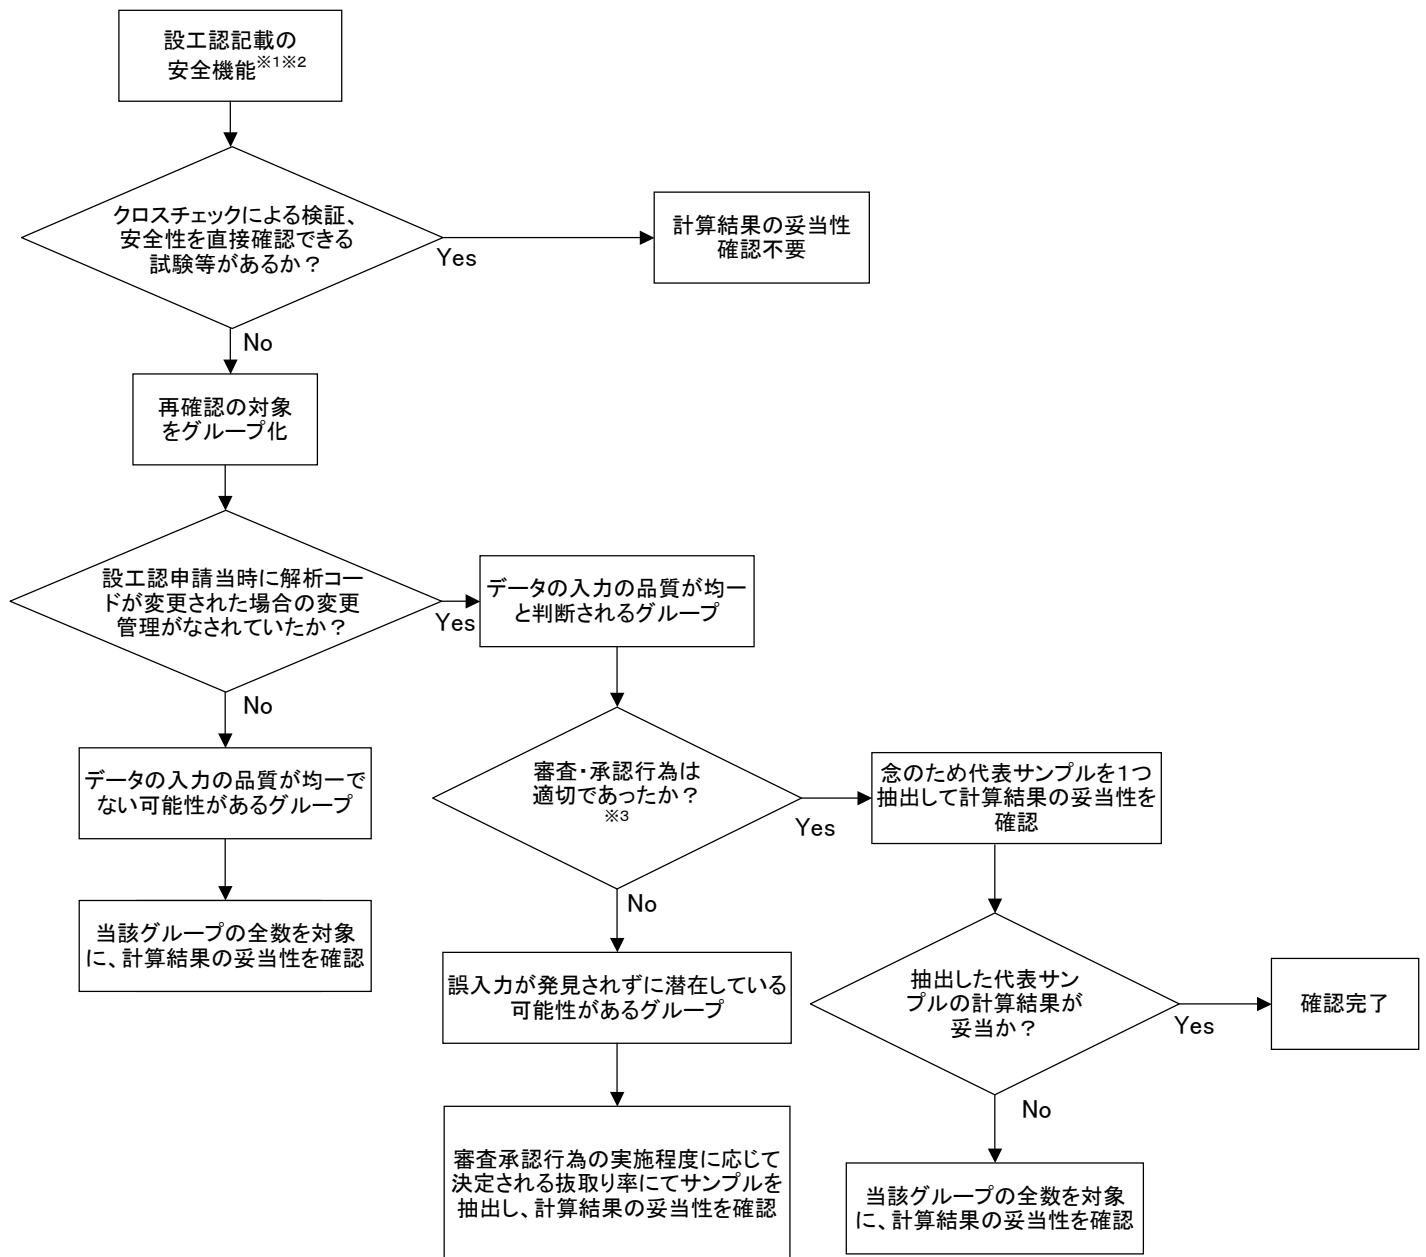 設工認記載の
安全機能※1※2
クロスチェックによる検証、
安全性を直接確認できる
試験等があるか？
Yes
計算結果の妥当性
確認不要
No
再確認の対象
をグループ化
設工認申請当時に解析コー
ドが変更された場合の変更
管理がなされていたか？
Yes
データの入力の品質が均一
と判断されるグループ
No
データの入力の品質が均一で
ない可能性があるグループ
当該グループの全数を対象
に、計算結果の妥当性を確認
審査・承認行為は
適切であったか？
※3
Yes
念のため代表サンプルを１つ
抽出して計算結果の妥当性を
確認
No
誤入力が発見されずに潜在している
可能性があるグループ
審査承認行為の実施程度に応じて
決定される抜取り率にてサンプルを
抽出し、計算結果の妥当性を確認
抽出した代表サン
プルの計算結果が
妥当か？
Yes
確認完了
No
当該グループの全数を対象
に、計算結果の妥当性を確認